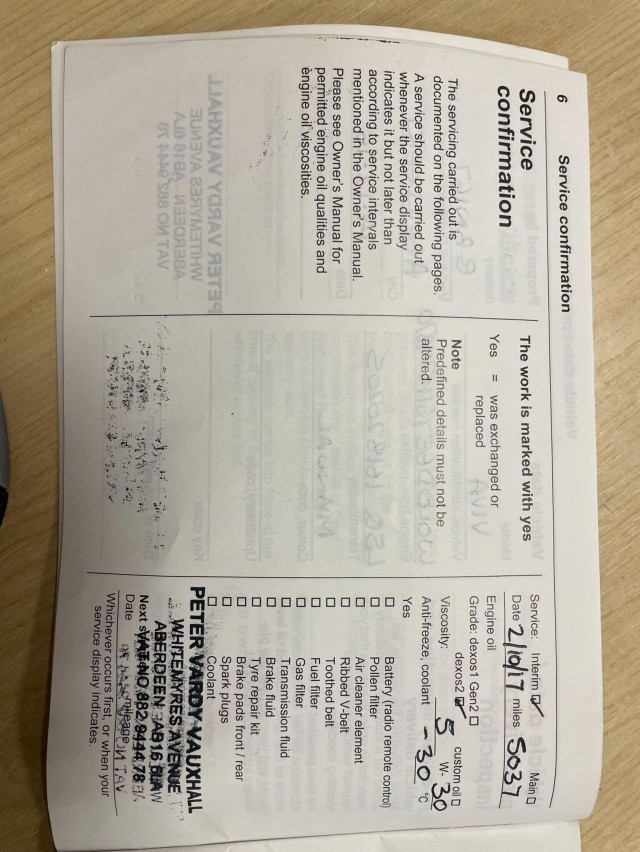 6 Service confirmation
Service
confirmation
The servicing carried out is
documented on the following pages.
A service should be carried out
whenever the service display
indicates it but not later than
according to service intervals
mentioned in the Owner's Manual.
Please see Owner's Manual for
permitted engine oil qualities and
engine oil viscosities.
The work is marked with yes
Yes = was exchanged or
replaced
Note
Predefined details must not be
altered.
Service: Interim ☑ Main ☐
Date 2/10/17 miles 5037
Engine oil
Grade: dexos1 Gen2 ☐
dexos2 ☑ custom oil ☐
Viscosity: 5 W- 30
Anti-freeze, coolant -30 °C
Yes
☐ Battery (radio remote control)
☐ Pollen filter
☐ Air cleaner element
☐ Ribbed V-belt
☐ Toothed belt
☐ Fuel filter
☐ Gas filter
☐ Transmission fluid
☐ Brake fluid
☐ Tyre repair kit
☐ Brake pads front / rear
☐ Spark plugs
☐ Coolant
PETER VARDY VAUXHALL
WHITEMYRES AVENUE
ABERDEEN AB16
Next
VAT NO 882 9444 78
Date mileage
Whichever occurs first, or when your
service display indicates.